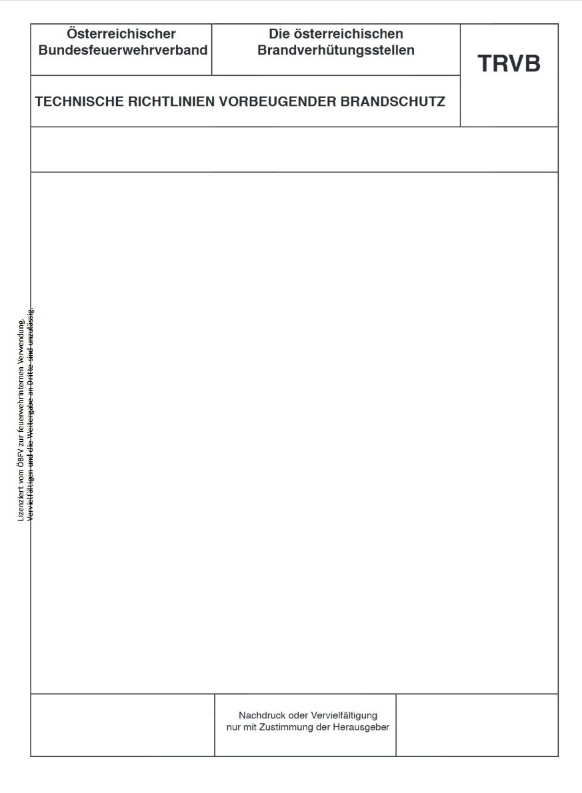 Österreichischer
Bundesfeuerwehrverband
Die österreichischen
Brandverhütungsstellen
TRVB
TECHNISCHE RICHTLINIEN VORBEUGENDER BRANDSCHUTZ
Lizenziert vom ÖBFV zur feuerwehrinternen Verwendung.
Vervielfältigen und die Weitergabe an Dritte sind unzulässig.
Nachdruck oder Vervielfältigung
nur mit Zustimmung der Herausgeber